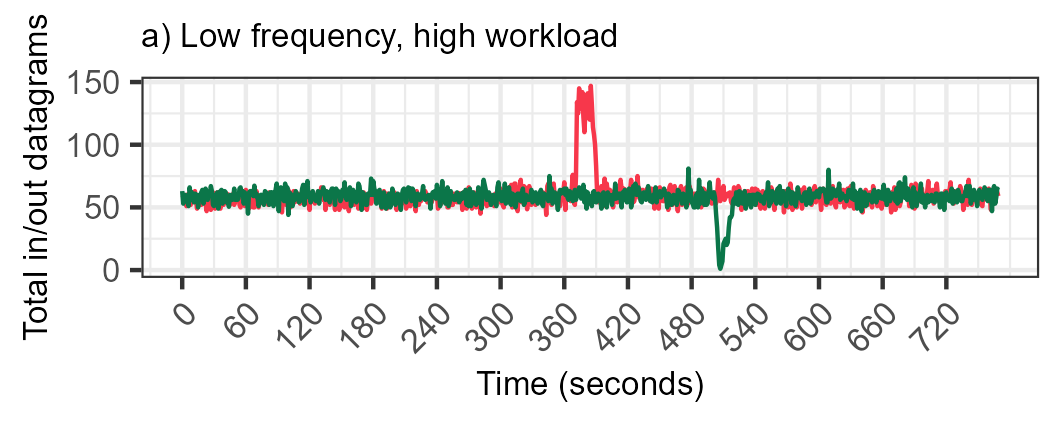 a) Low frequency, high workload
Total in/out datagrams
150
100
50
0
0 60 120 180 240 300 360 420 480 540 600 660 720
Time (seconds)